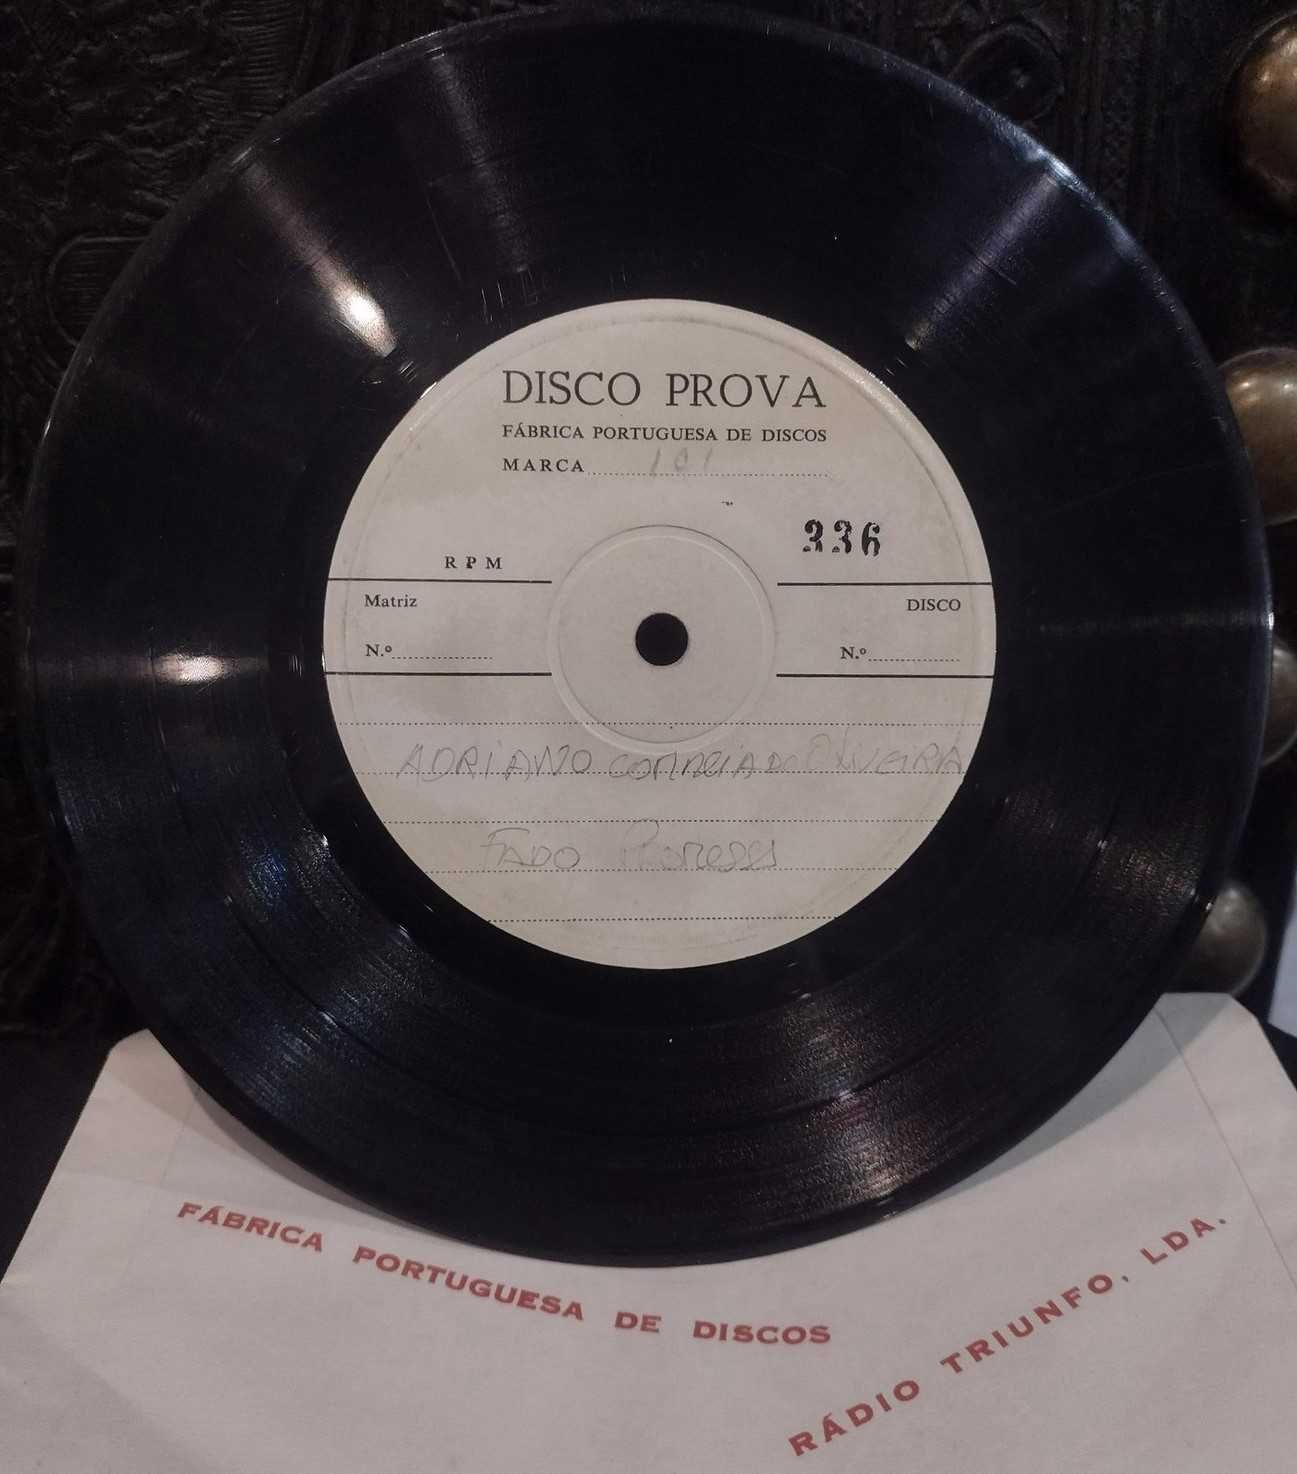 DISCO PROVA
FÁBRICA PORTUGUESA DE DISCOS
MARCA 101
336
RPM
Matriz
DISCO
N.º
N.º
ADRIANO CORREIA DE OLIVEIRA
FADO
FÁBRICA PORTUGUESA DE DISCOS
RÁDIO TRIUNFO, LDA.